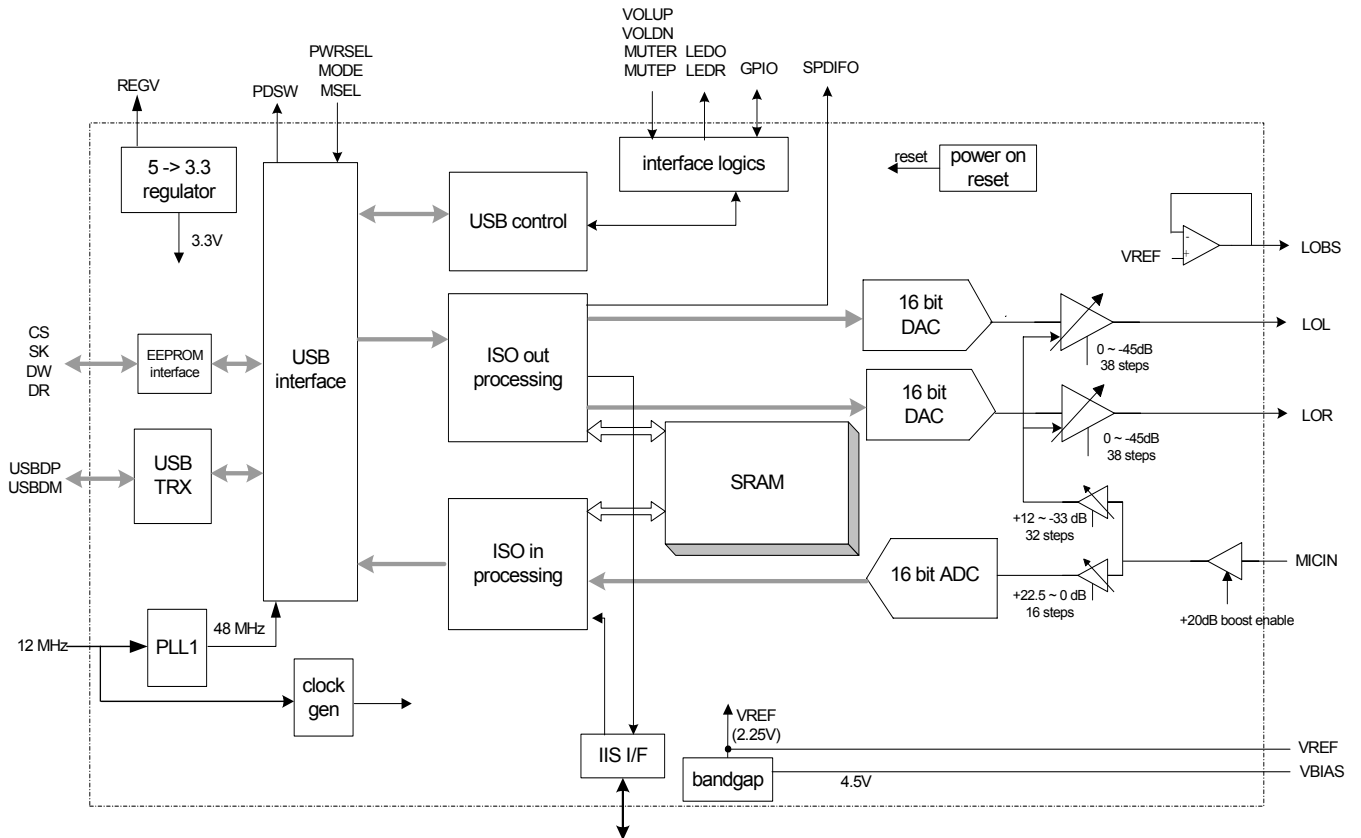 VOLUP
VOLDN
MUTER
MUTEP
LEDO
LEDR
GPIO
SPDIFO
PWRSEL
MODE
MSEL
REGV
PDSW
5 -> 3.3
regulator
3.3V
interface logics
reset
power on
reset
USB control
VREF
-
+
LOBS
CS
SK
DW
DR
EEPROM
interface
USB
interface
ISO out
processing
16 bit
DAC
0 ~ -45dB
38 steps
LOL
16 bit
DAC
0 ~ -45dB
38 steps
LOR
USBDP
USBDM
USB
TRX
SRAM
+12 ~ -33 dB
32 steps
ISO in
processing
16 bit ADC
+22.5 ~ 0 dB
16 steps
MICIN
+20dB boost enable
12 MHz
PLL1
48 MHz
clock
gen
IIS I/F
VREF
(2.25V)
bandgap
4.5V
VREF
VBIAS